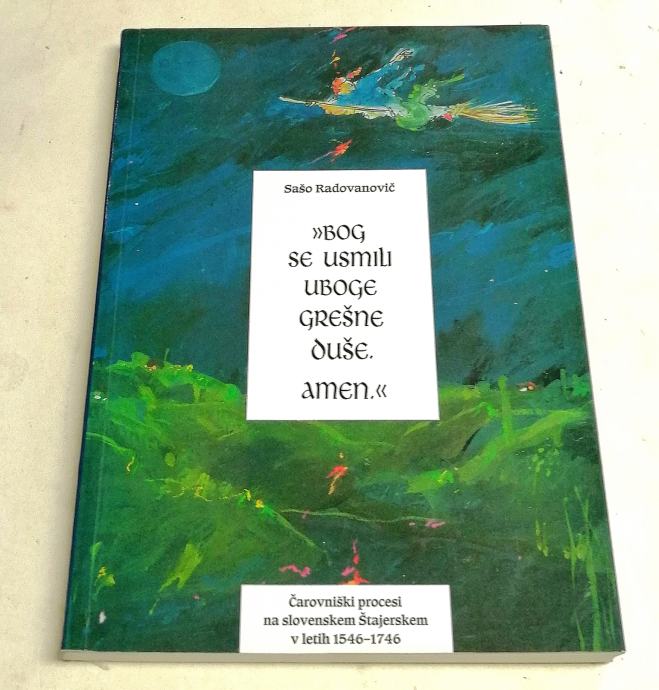 Sašo Radovanovič
»BOG
SE USMILI
UBOGE
GREŠNE
DUŠE.
AMEN.«
Čarovniški procesi
na slovenskem Štajerskem
v letih 1546–1746